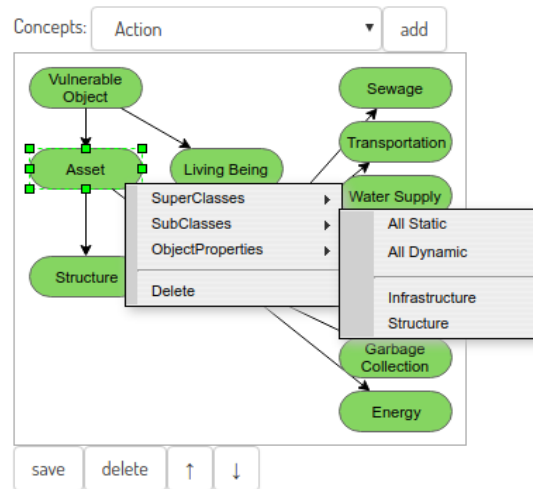 Concepts: Action add
Vulnerable
Object
Sewage
Transportation
Asset
Living Being
Water Supply
SuperClasses
SubClasses
ObjectProperties
Delete
All Static
All Dynamic
Infrastructure
Structure
Structure
Garbage
Collection
Energy
save delete ↑ ↓